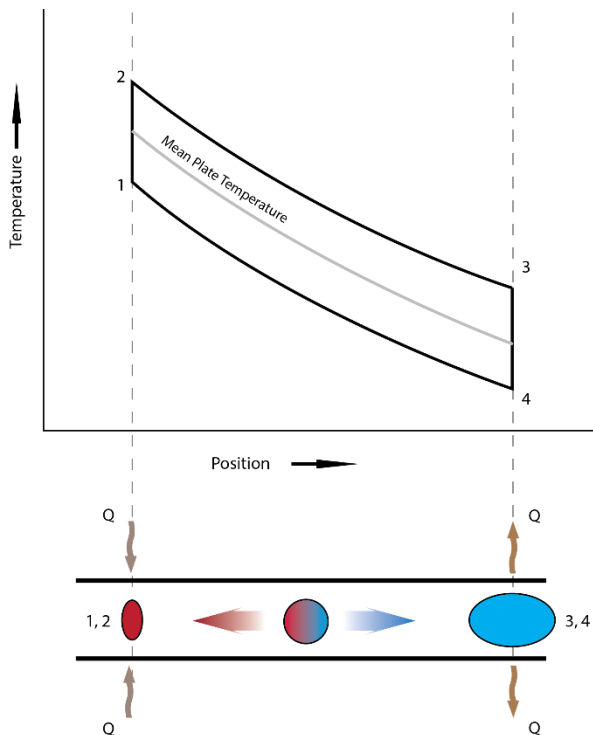 2
Mean Plate Temperature
1
3
4
Temperature
Position
Q
Q
1, 2
3, 4
Q
Q